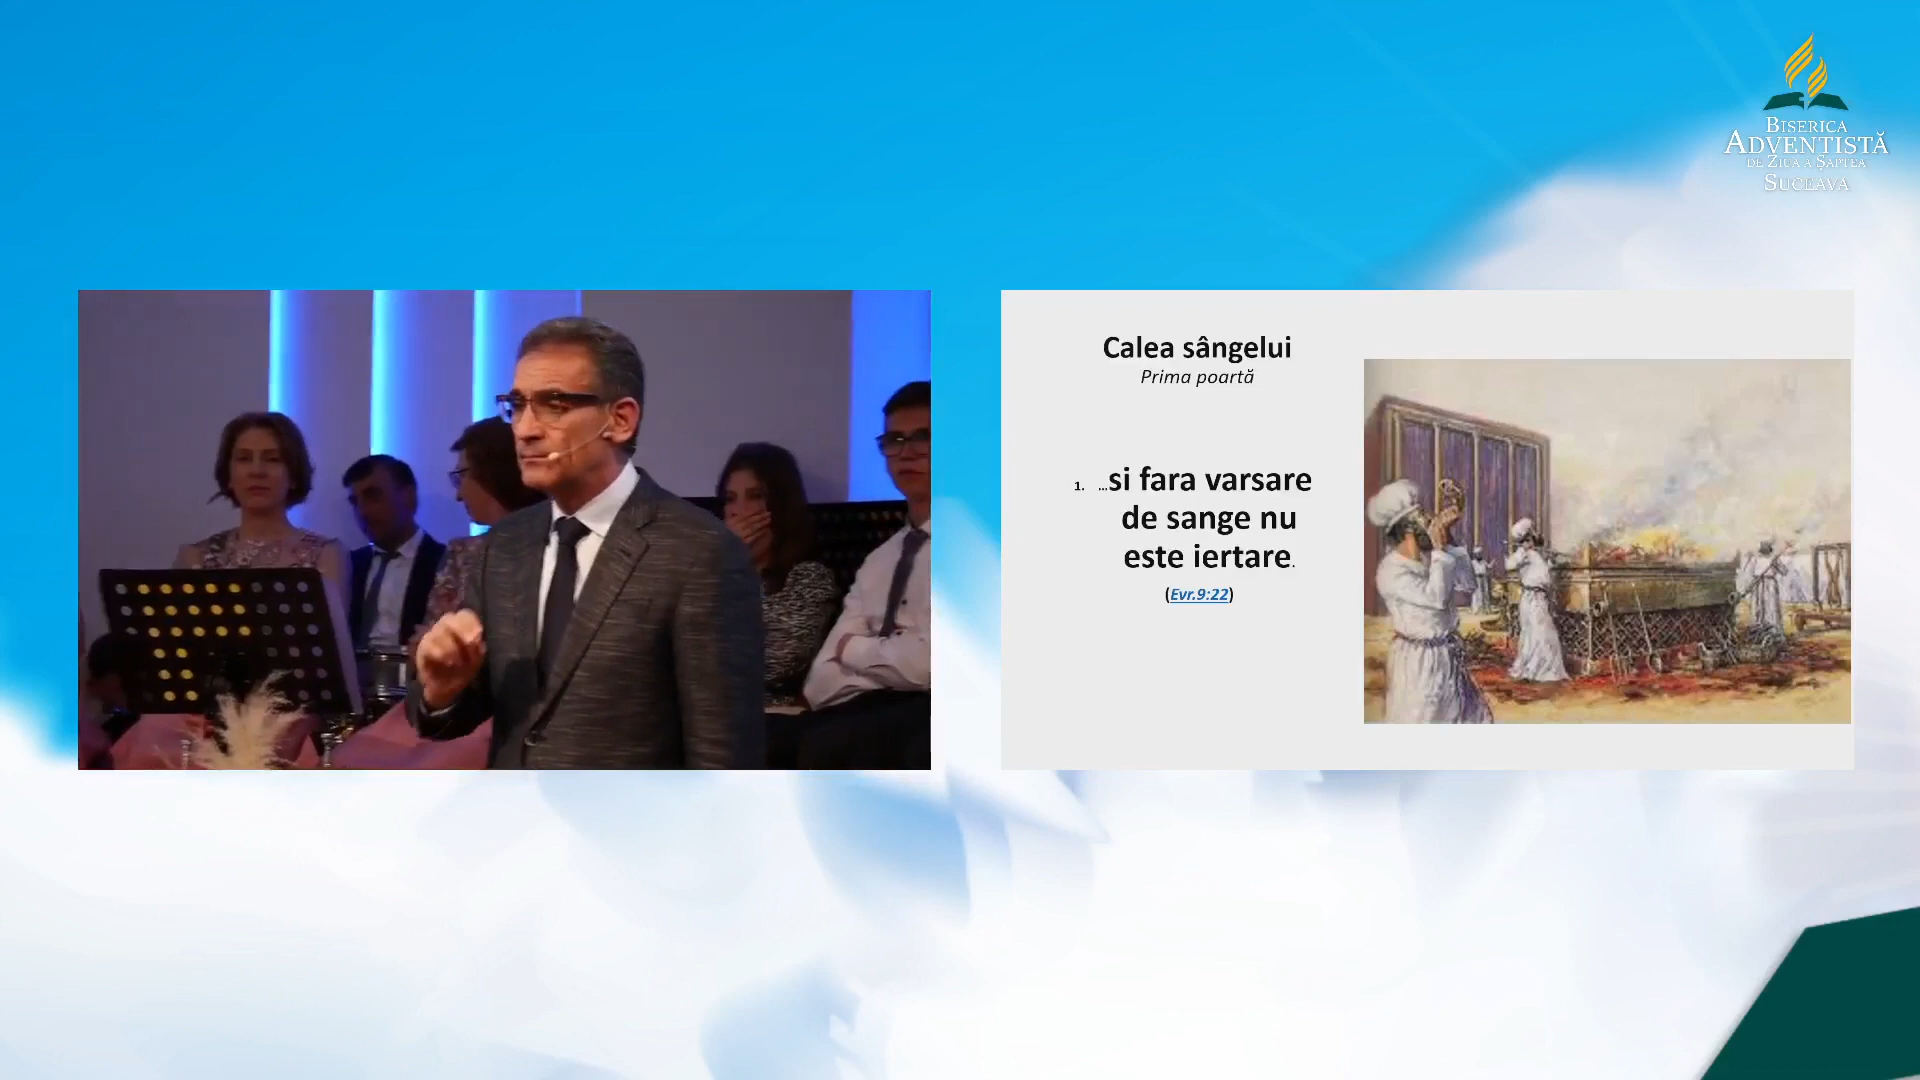 BISERICA
ADVENTISTĂ
DE ZIUA A ȘAPTEA
SUCEAVA
Calea sângelui
Prima poartă
1. ...si fara varsare
de sange nu
este iertare.
(Evr.9:22)